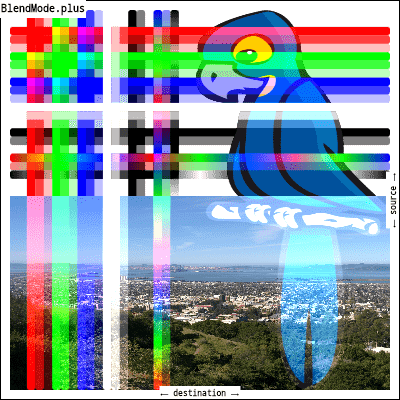 BlendMode.plus
← source →
← destination →